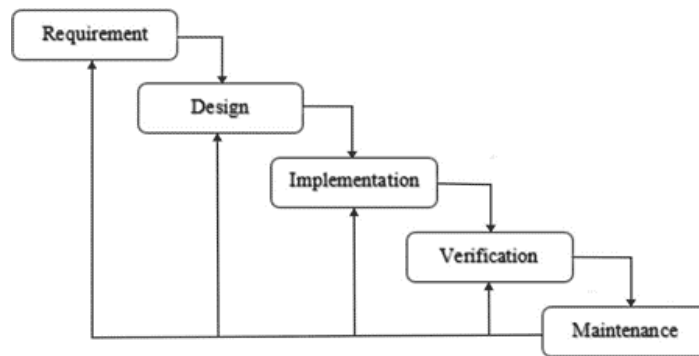 Requirement
Design
Implementation
Verification
Maintenance